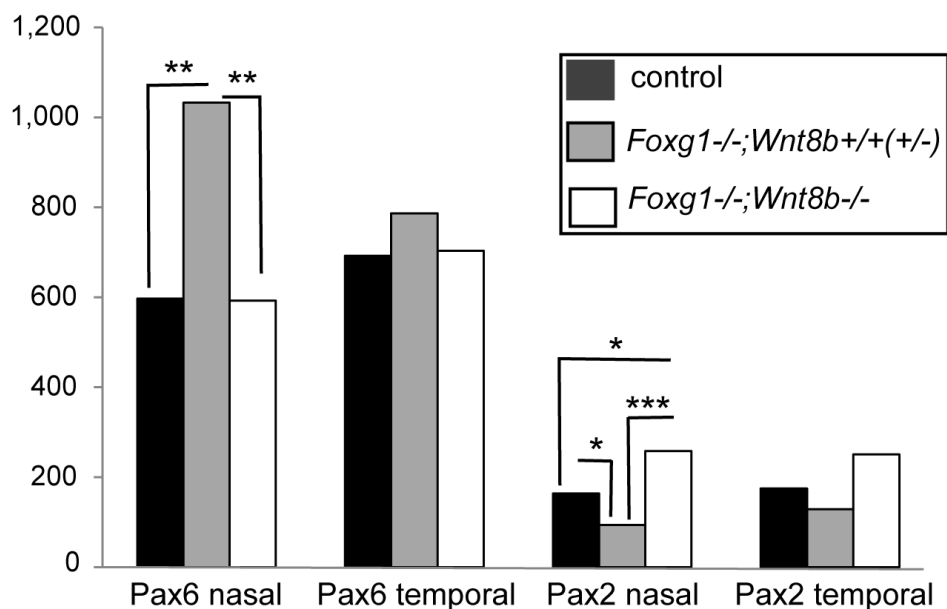 1,200
1,000
800
600
400
200
0
**
**
*
*
***
control
Foxg1-/-;Wnt8b+/+(+/-)
Foxg1-/-;Wnt8b-/-
Pax6 nasal
Pax6 temporal
Pax2 nasal
Pax2 temporal